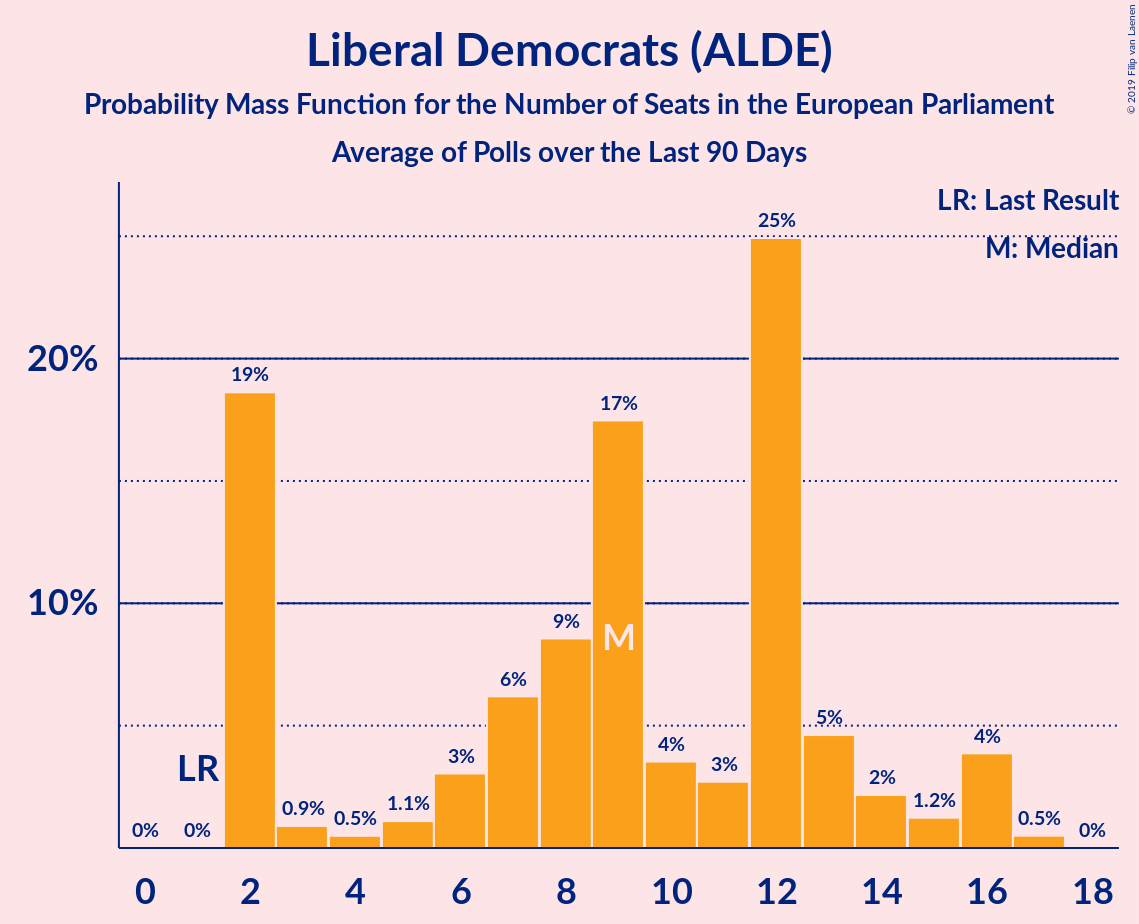 Liberal Democrats (ALDE)
Probability Mass Function for the Number of Seats in the European Parliament
Average of Polls over the Last 90 Days
© 2019 Filip van Laenen
LR: Last Result
M: Median
20%
10%
0%
0%
19%
0.9%
0.5%
1.1%
3%
6%
9%
17%
4%
3%
25%
5%
2%
1.2%
4%
0.5%
0%
LR
M
0 2 4 6 8 10 12 14 16 18